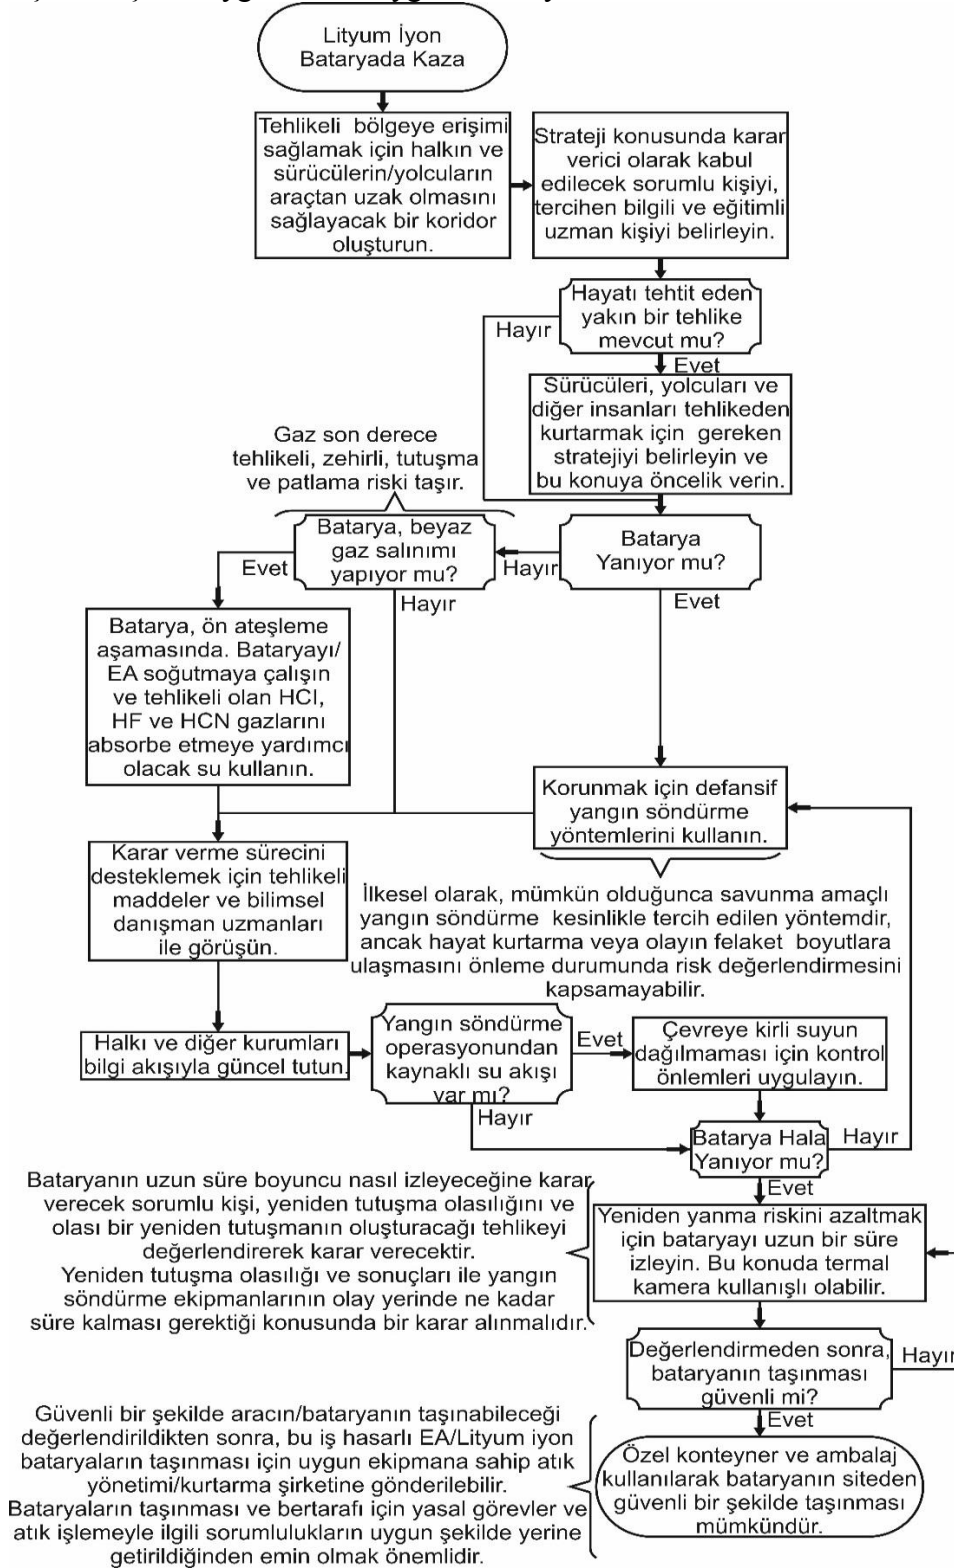 Lityum İyon
Bataryada Kaza
Tehlikeli bölgeye erişimi
sağlamak için halkın ve
sürücülerin/yolcuların
araçtan uzak olmasını
sağlayacak bir koridor
oluşturun.
Strateji konusunda karar
verici olarak kabul
edilecek sorumlu kişiyi,
tercihen bilgili ve eğitimli
uzman kişiyi belirleyin.
Hayatı tehtit eden
yakın bir tehlike
mevcut mu?
Hayır
Evet
Sürücüleri, yolcuları ve
diğer insanları tehlikeden
kurtarmak için gereken
stratejiyi belirleyin ve
bu konuya öncelik verin.
Gaz son derece
tehlikeli, zehirli, tutuşma
ve patlama riski taşır.
Batarya
Yanıyor mu?
Hayır
Evet
Batarya, beyaz
gaz salınımı
yapıyor mu?
Evet
Hayır
Batarya, ön ateşleme
aşamasında. Bataryayı/
EA soğutmaya çalışın
ve tehlikeli olan HCI,
HF ve HCN gazlarını
absorbe etmeye yardımcı
olacak su kullanın.
Korunmak için defansif
yangın söndürme
yöntemlerini kullanın.
İlkesel olarak, mümkün olduğunca savunma amaçlı
yangın söndürme kesinlikle tercih edilen yöntemdir,
ancak hayat kurtarma veya olayın felaket boyutlara
ulaşmasını önleme durumunda risk değerlendirmesini
kapsamayabilir.
Karar verme sürecini
desteklemek için tehlikeli
maddeler ve bilimsel
danışman uzmanları
ile görüşün.
Halkı ve diğer kurumları
bilgi akışıyla güncel tutun.
Yangın söndürme
operasyonundan
kaynaklı su akışı
var mı?
Evet
Hayır
Çevreye kirli suyun
dağılmaması için kontrol
önlemleri uygulayın.
Batarya Hala
Yanıyor mu?
Hayır
Evet
Bataryanın uzun süre boyuncu nasıl izleyeceğine karar
verecek sorumlu kişi, yeniden tutuşma olasılığını ve
olası bir yeniden tutuşmanın oluşturacağı tehlikeyi
değerlendirerek karar verecektir.
Yeniden tutuşma olasılığı ve sonuçları ile yangın
söndürme ekipmanlarının olay yerinde ne kadar
süre kalması gerektiği konusunda bir karar alınmalıdır.
Yeniden yanma riskini azaltmak
için bataryayı uzun bir süre
izleyin. Bu konuda termal
kamera kullanışlı olabilir.
Değerlendirmeden sonra,
bataryanın taşınması
güvenli mi?
Hayır
Evet
Güvenli bir şekilde aracın/bataryanın taşınabileceği
değerlendirildikten sonra, bu iş hasarlı EA/Lityum iyon
bataryaların taşınması için uygun ekipmana sahip atık
yönetimi/kurtarma şirketine gönderilebilir.
Bataryaların taşınması ve bertarafı için yasal görevler ve
atık işlemeyle ilgili sorumlulukların uygun şekilde yerine
getirildiğinden emin olmak önemlidir.
Özel konteyner ve ambalaj
kullanılarak bataryanın siteden
güvenli bir şekilde taşınması
mümkündür.